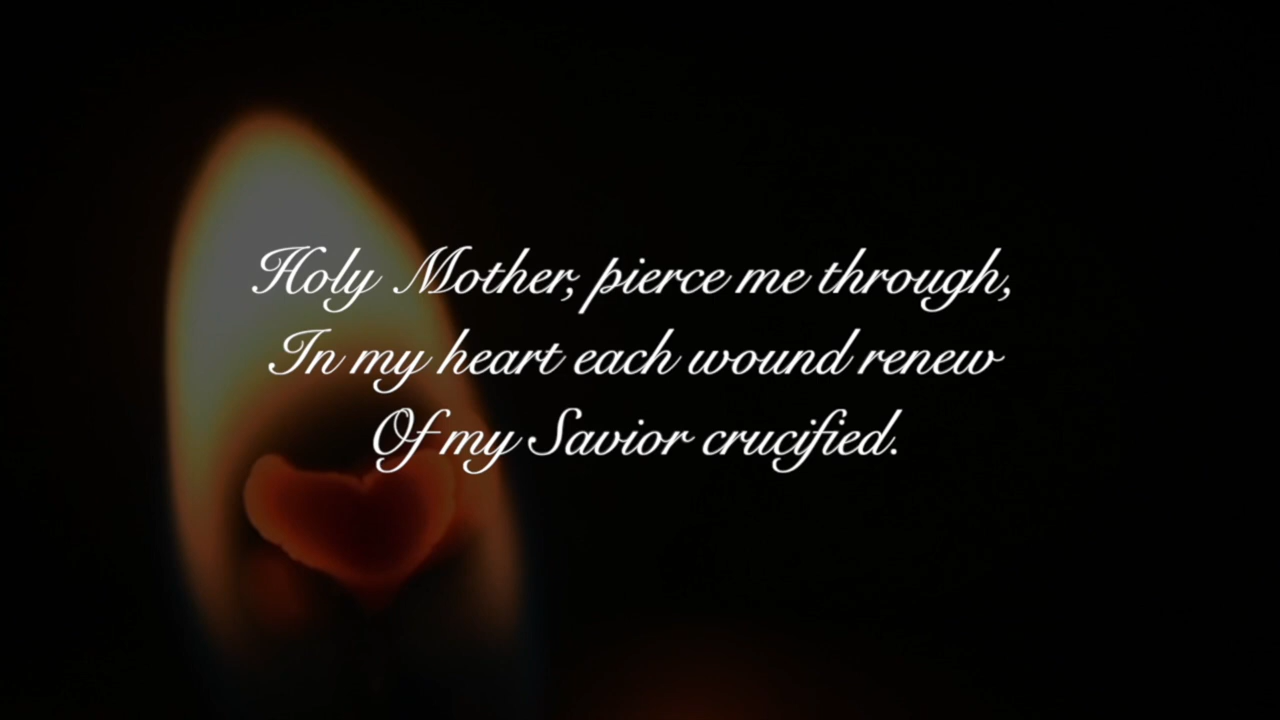 Holy Mother, pierce me through,
In my heart each wound renew
Of my Savior crucified.